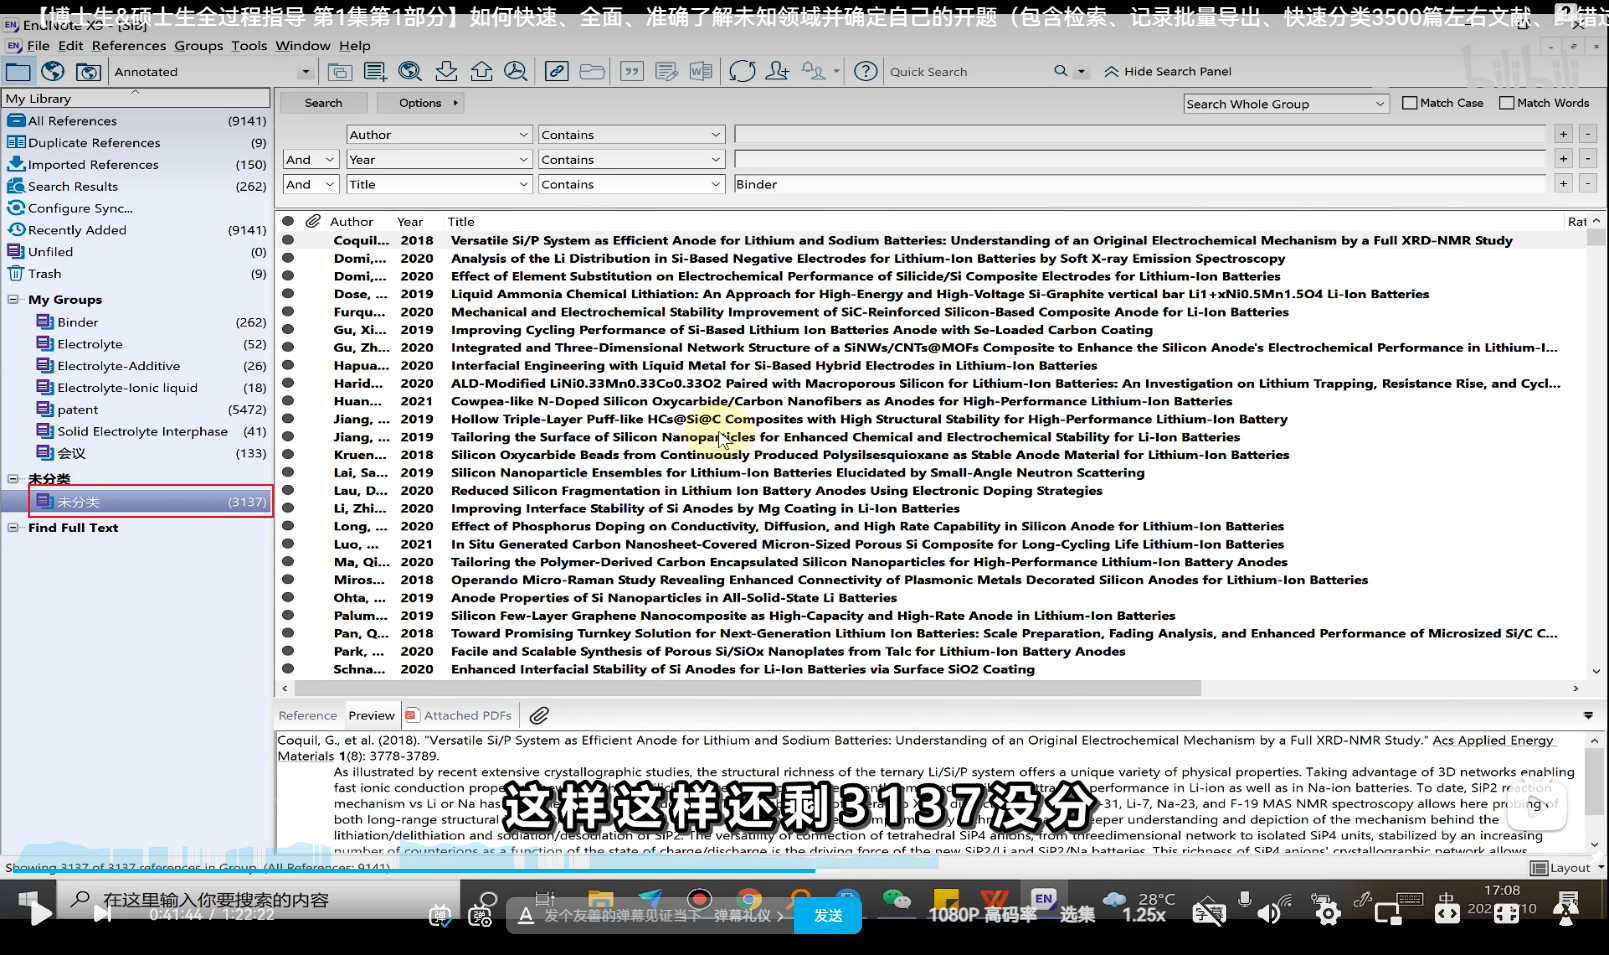 【博士生&硕士生全过程指导 第1集第1部分】如何快速、全面、准确了解未知领域并确定自己的开题（包含检索、记录批量导出、快速分类3500篇左右文献、纠错
EndNote X9 - [SIB]
File Edit References Groups Tools Window Help
bilibili
Annotated
Quick Search
Hide Search Panel
My Library
All References (9141)
Duplicate References (9)
Imported References (150)
Search Results (262)
Configure Sync...
Recently Added (9141)
Unfiled (0)
Trash (9)
My Groups
Binder (262)
Electrolyte (52)
Electrolyte-Additive (26)
Electrolyte-Ionic liquid (18)
patent (5472)
Solid Electrolyte Interphase (41)
会议 (133)
未分类
未分类 (3137)
Find Full Text
Search Options Search Whole Group Match Case Match Words
Author Contains + -
And Year Contains + -
And Title Contains Binder + -
Author Year Title Rat
Coquil... 2018 Versatile Si/P System as Efficient Anode for Lithium and Sodium Batteries: Understanding of an Original Electrochemical Mechanism by a Full XRD-NMR Study
Domi,... 2020 Analysis of the Li Distribution in Si-Based Negative Electrodes for Lithium-Ion Batteries by Soft X-ray Emission Spectroscopy
Domi,... 2020 Effect of Element Substitution on Electrochemical Performance of Silicide/Si Composite Electrodes for Lithium-Ion Batteries
Dose, ... 2019 Liquid Ammonia Chemical Lithiation: An Approach for High-Energy and High-Voltage Si-Graphite vertical bar Li1+xNi0.5Mn1.5O4 Li-Ion Batteries
Furqu... 2020 Mechanical and Electrochemical Stability Improvement of SiC-Reinforced Silicon-Based Composite Anode for Li-Ion Batteries
Gu, Xi... 2019 Improving Cycling Performance of Si-Based Lithium Ion Batteries Anode with Se-Loaded Carbon Coating
Gu, Zh... 2020 Integrated and Three-Dimensional Network Structure of a SiNWs/CNTs@MOFs Composite to Enhance the Silicon Anode's Electrochemical Performance in Lithium-I...
Hapua... 2020 Interfacial Engineering with Liquid Metal for Si-Based Hybrid Electrodes in Lithium-Ion Batteries
Harid... 2020 ALD-Modified LiNi0.33Mn0.33Co0.33O2 Paired with Macroporous Silicon for Lithium-Ion Batteries: An Investigation on Lithium Trapping, Resistance Rise, and Cycl...
Huan... 2021 Cowpea-like N-Doped Silicon Oxycarbide/Carbon Nanofibers as Anodes for High-Performance Lithium-Ion Batteries
Jiang, ... 2019 Hollow Triple-Layer Puff-like HCs@Si@C Composites with High Structural Stability for High-Performance Lithium-Ion Battery
Jiang, ... 2019 Tailoring the Surface of Silicon Nanoparticles for Enhanced Chemical and Electrochemical Stability for Li-Ion Batteries
Kruen... 2018 Silicon Oxycarbide Beads from Continuously Produced Polysilsesquioxane as Stable Anode Material for Lithium-Ion Batteries
Lai, Sa... 2019 Silicon Nanoparticle Ensembles for Lithium-Ion Batteries Elucidated by Small-Angle Neutron Scattering
Lau, D... 2020 Reduced Silicon Fragmentation in Lithium Ion Battery Anodes Using Electronic Doping Strategies
Li, Zhi... 2020 Improving Interface Stability of Si Anodes by Mg Coating in Li-Ion Batteries
Long, ... 2020 Effect of Phosphorus Doping on Conductivity, Diffusion, and High Rate Capability in Silicon Anode for Lithium-Ion Batteries
Luo, ... 2021 In Situ Generated Carbon Nanosheet-Covered Micron-Sized Porous Si Composite for Long-Cycling Life Lithium-Ion Batteries
Ma, Qi... 2020 Tailoring the Polymer-Derived Carbon Encapsulated Silicon Nanoparticles for High-Performance Lithium-Ion Battery Anodes
Miros... 2018 Operando Micro-Raman Study Revealing Enhanced Connectivity of Plasmonic Metals Decorated Silicon Anodes for Lithium-Ion Batteries
Ohta, ... 2019 Anode Properties of Si Nanoparticles in All-Solid-State Li Batteries
Palum... 2019 Silicon Few-Layer Graphene Nanocomposite as High-Capacity and High-Rate Anode in Lithium-Ion Batteries
Pan, Q... 2018 Toward Promising Turnkey Solution for Next-Generation Lithium Ion Batteries: Scale Preparation, Fading Analysis, and Enhanced Performance of Microsized Si/C C...
Park, ... 2020 Facile and Scalable Synthesis of Porous Si/SiOx Nanoplates from Talc for Lithium-Ion Battery Anodes
Schna... 2020 Enhanced Interfacial Stability of Si Anodes for Li-Ion Batteries via Surface SiO2 Coating
Reference Preview Attached PDFs
Coquil, G., et al. (2018). "Versatile Si/P System as Efficient Anode for Lithium and Sodium Batteries: Understanding of an Original Electrochemical Mechanism by a Full XRD-NMR Study." Acs Applied Energy
Materials 1(8): 3778-3789.
As illustrated by recent extensive crystallographic studies, the structural richness of the ternary Li/Si/P system offers a unique variety of physical properties. Taking advantage of 3D networks enabling
fast ionic conduction performance in Li-ion as well as in Na-ion batteries. To date, SiP2 reaction
mechanism vs Li or Na has -31, Li-7, Na-23, and F-19 MAS NMR spectroscopy allows here probing of
both long-range structural deeper understanding and depiction of the mechanism behind the
lithiation/delithiation and sodiation/desodiation of SiP2. The versatility of connection of tetrahedral SiP4 anions, from threedimensional network to isolated SiP4 units, stabilized by an increasing
number of counterions as a function of the state of charge/discharge is the driving force of the new SiP2/Li and SiP2/Na batteries. This richness of SiP4 anions' crystallographic network allows
这样这样还剩3137没分
Showing 3137 of 3137 references in Group. (All References: 9141)
Layout
在这里输入你要搜索的内容
28°C
中
17:08
0:41:44 / 1:22:22
发个友善的弹幕见证当下 弹幕礼仪 >
发送
1080P 高码率 选集 1.25x